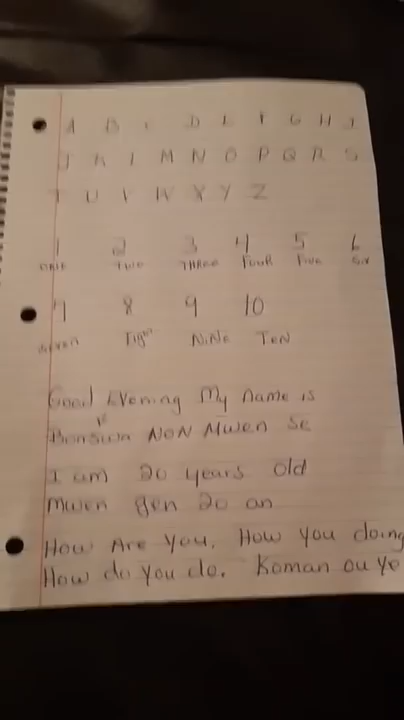 A B C D E F G H I
J K L M N O P Q R S
T U V W X Y Z
1 2 3 4 5 6
ONE TWO THREE FOUR FIVE SIX
7 8 9 10
SEVEN NiNe TeN
Good Evening My name is
Bonswa NON Mwen Se
I am 20 years old
Mwen gen 20 an
How Are You. How you doing
How do you do. Koman ou ye